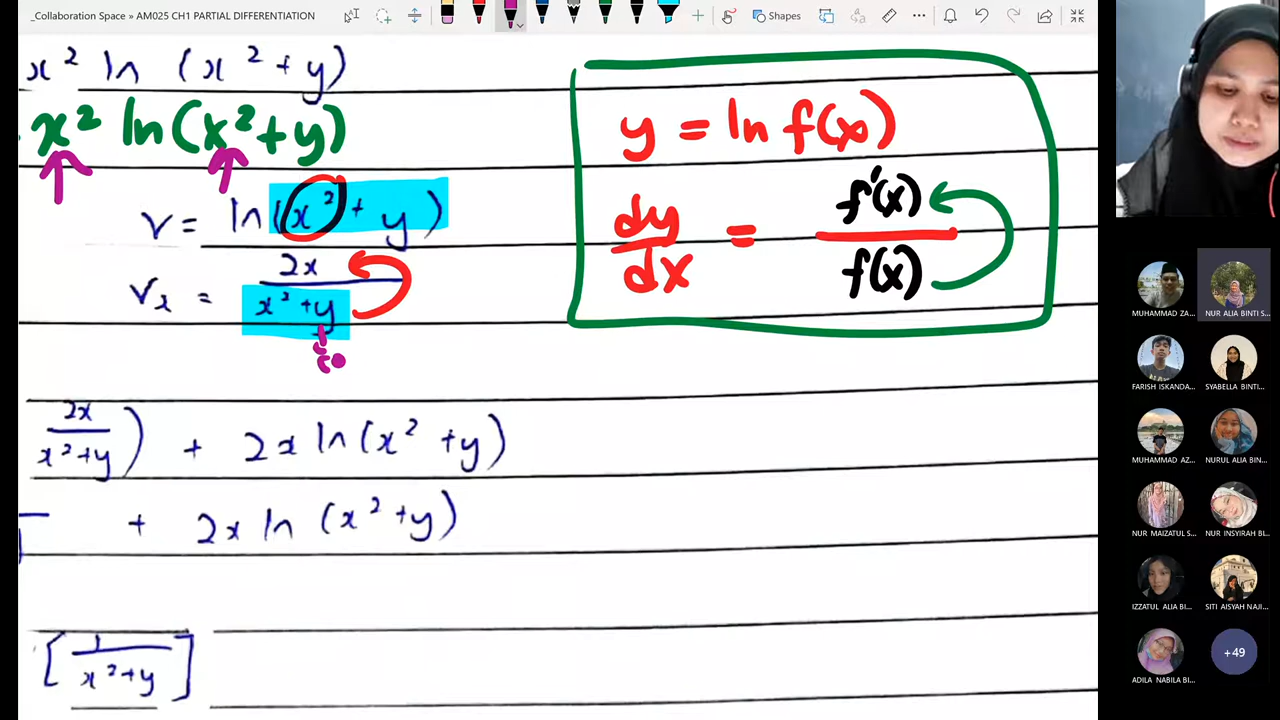 _Collaboration Space » AM025 CH1 PARTIAL DIFFERENTIATION
Shapes
x² ln (x² + y)
x² ln(x²+y)
v = ln(x² + y)
vₓ = 2x / (x² + y)
→0
y = ln f(x)
dy/dx = f'(x) / f(x)
2x / (x²+y) ) + 2x ln(x² + y)
+ 2x ln (x² + y)
[ 1 / (x²+y) ]
MUHAMMAD ZA...
NUR ALIA BINTI S...
FARISH ISKANDA...
SYABELLA BINTI...
MUHAMMAD AZ...
NURUL ALIA BIN...
NUR MAIZATUL S...
NUR INSYIRAH BI...
IZZATUL ALIA BI...
SITI AISYAH NAJI...
ADILA NABILA BI...
+49